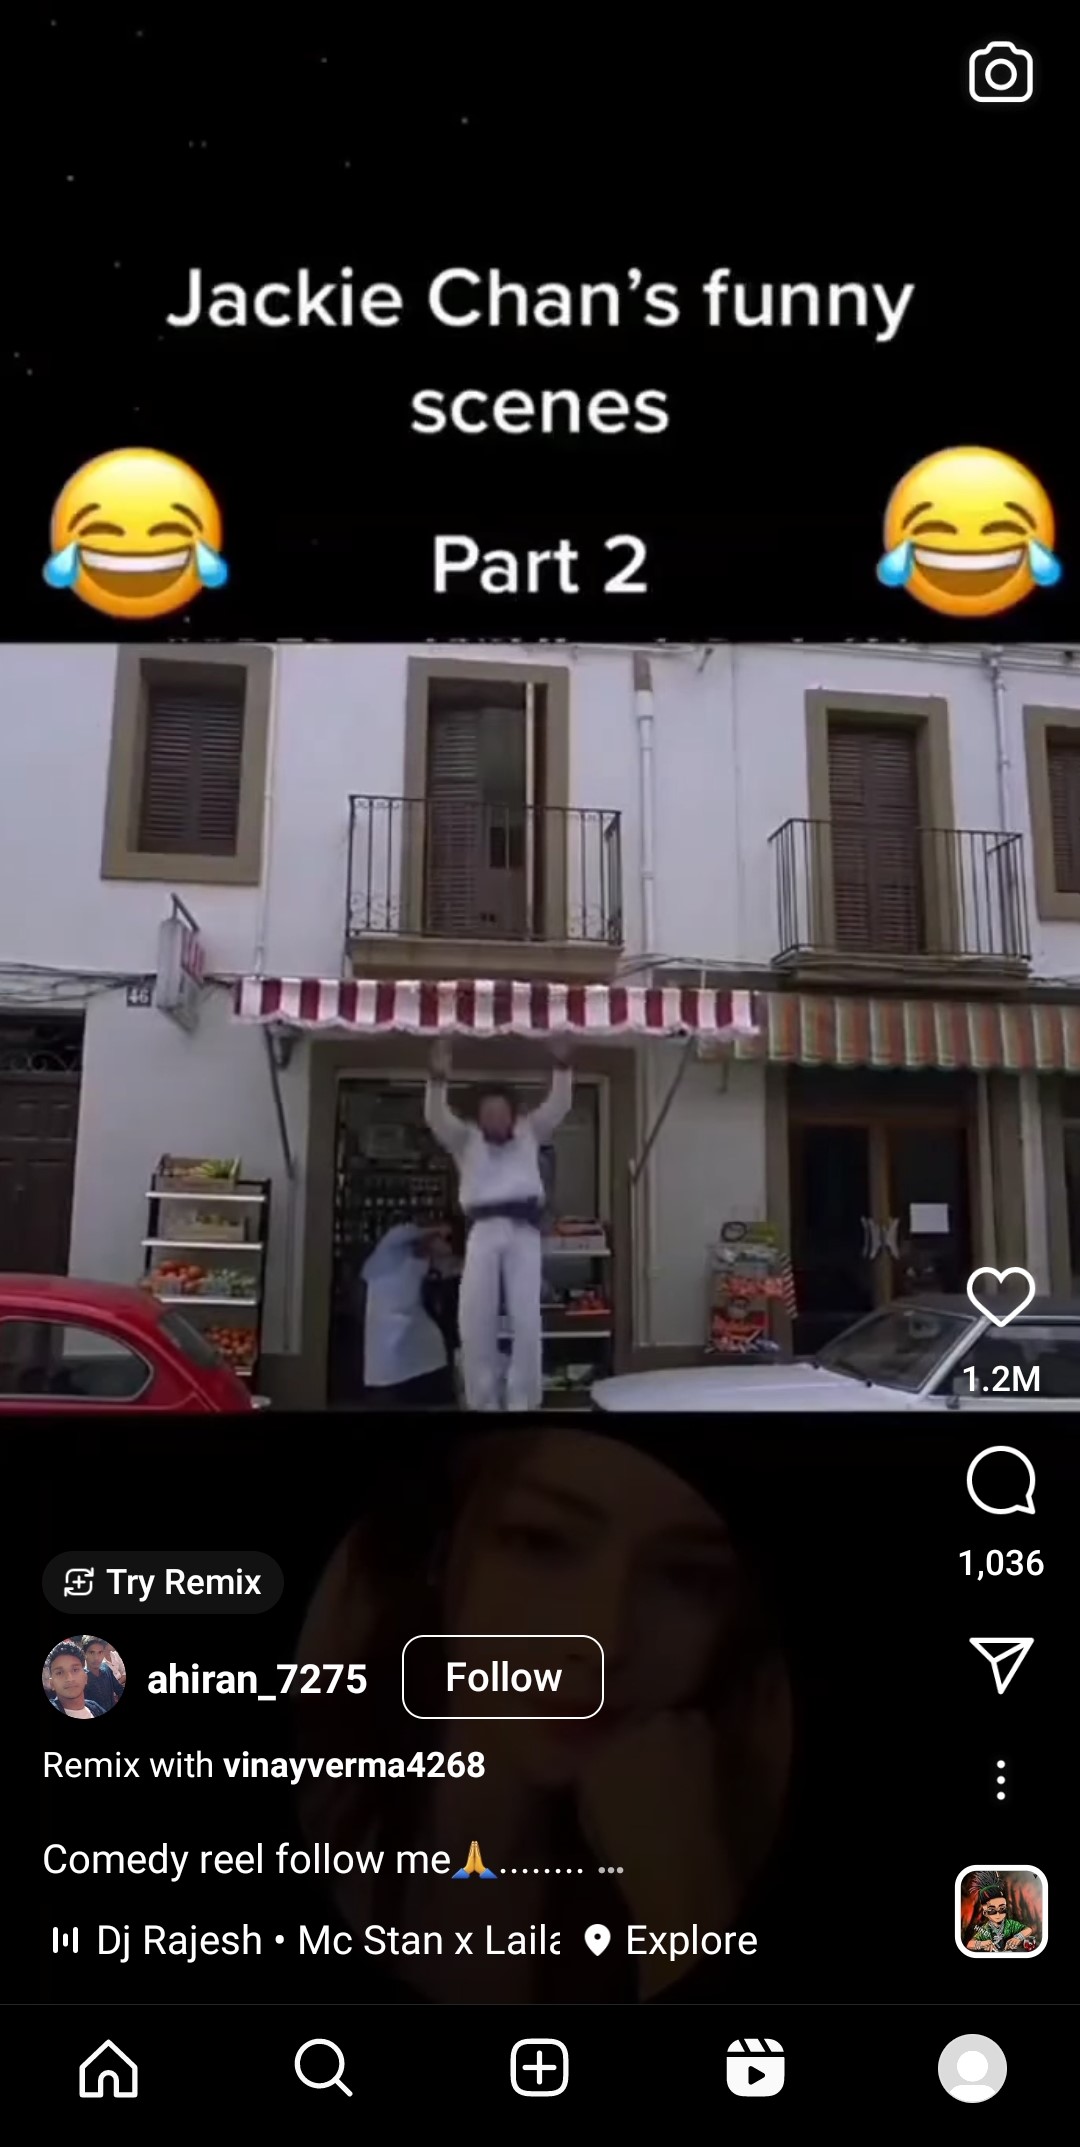 Jackie Chan’s funny
scenes
Part 2
46
1.2M
1,036
Try Remix
ahiran_7275
Follow
Remix with vinayverma4268
Comedy reel follow me🙏........ ...
Dj Rajesh • Mc Stan x Laila
Explore